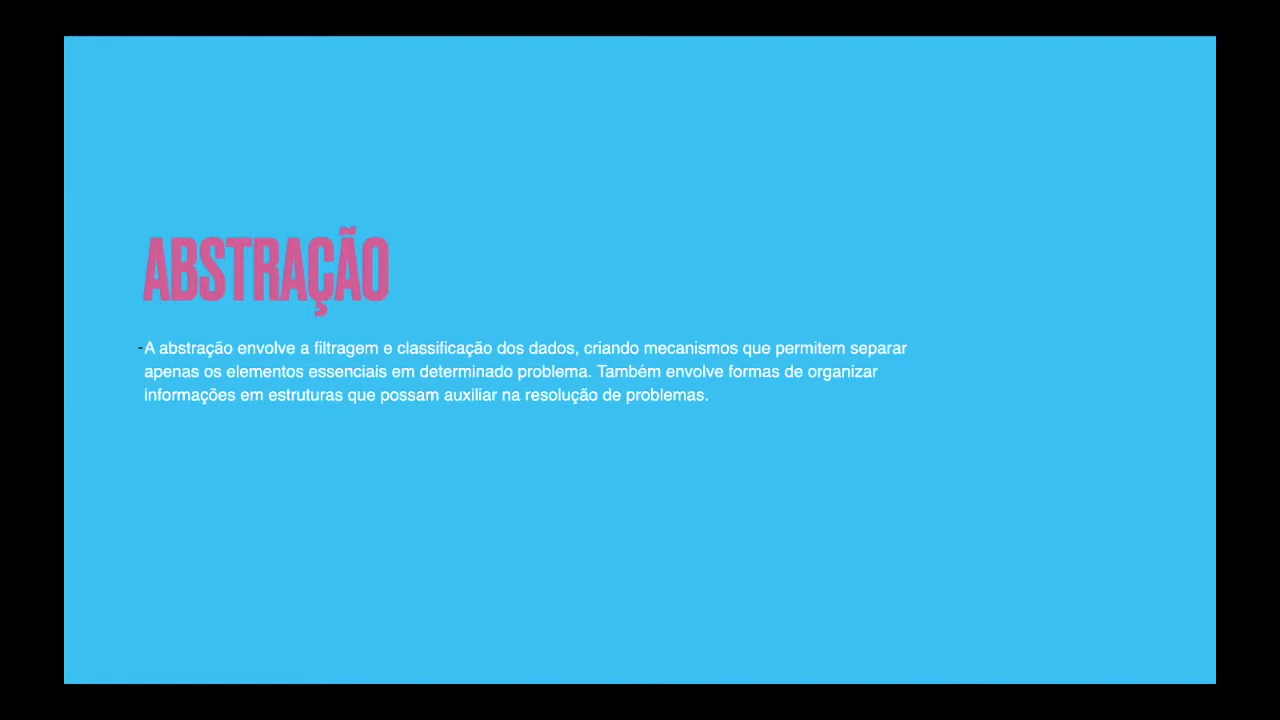 ABSTRAÇÃO
-A abstração envolve a filtragem e classificação dos dados, criando mecanismos que permitem separar
apenas os elementos essenciais em determinado problema. Também envolve formas de organizar
informações em estruturas que possam auxiliar na resolução de problemas.